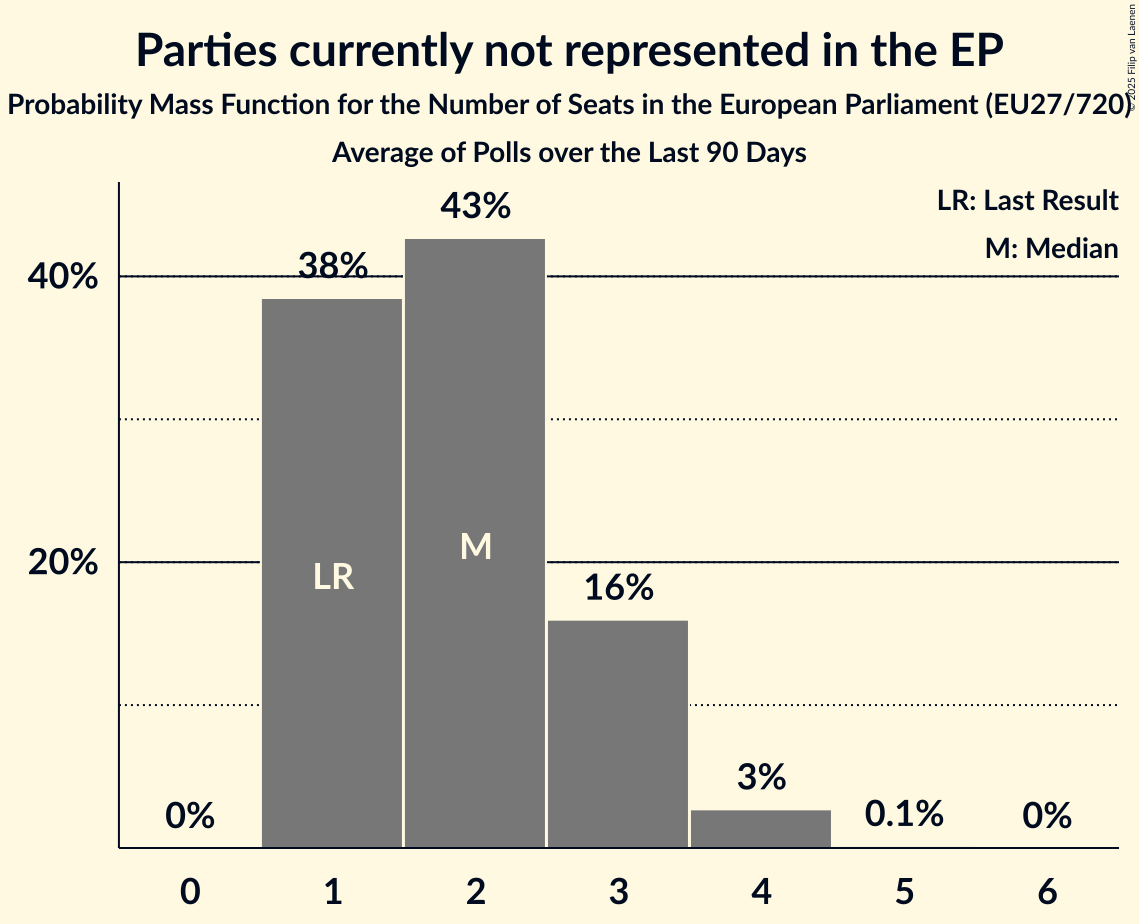 Parties currently not represented in the EP
Probability Mass Function for the Number of Seats in the European Parliament (EU27/720)
Average of Polls over the Last 90 Days
© 2025 Filip van Laenen
LR: Last Result
M: Median
40%
20%
0%
38%
43%
16%
3%
0.1%
0%
LR
M
0 1 2 3 4 5 6